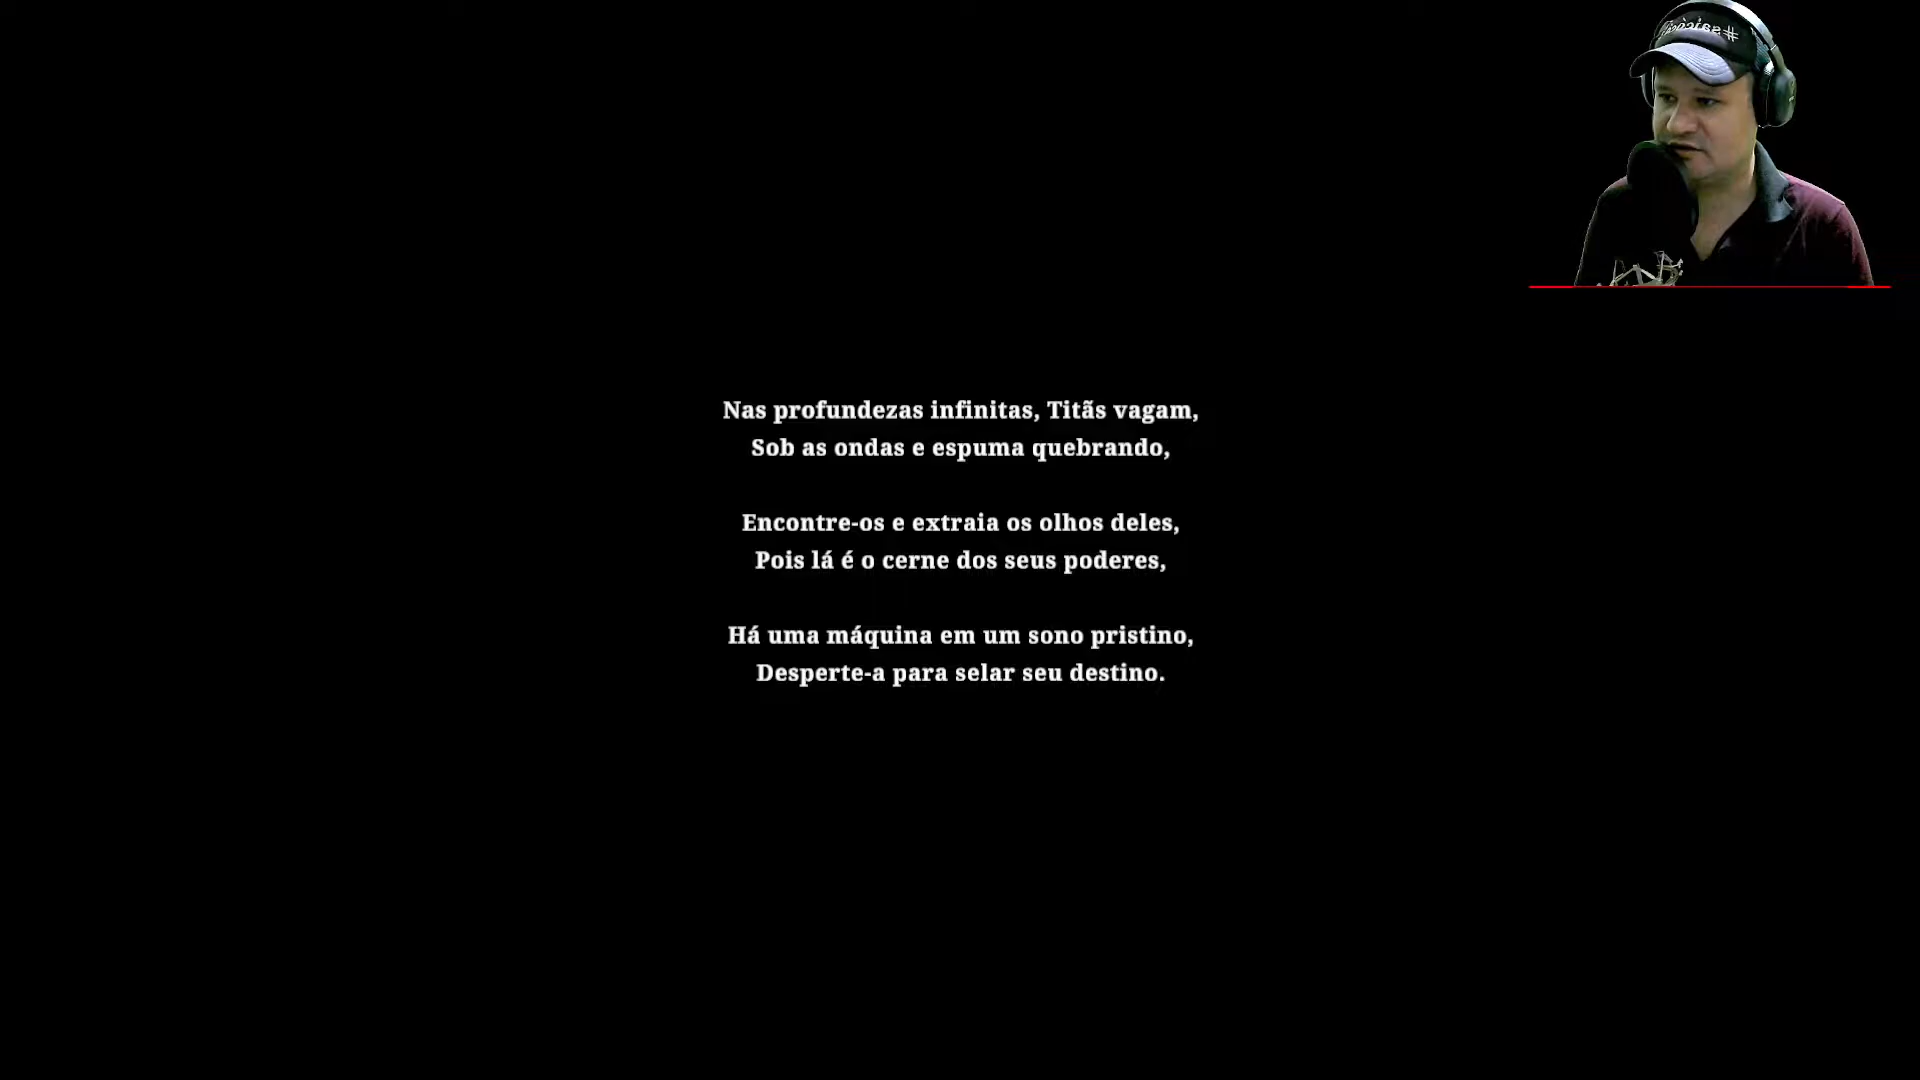 Nas profundezas infinitas, Titãs vagam,
Sob as ondas e espuma quebrando,
Encontre-os e extraia os olhos deles,
Pois lá é o cerne dos seus poderes,
Há uma máquina em um sono pristino,
Desperte-a para selar seu destino.